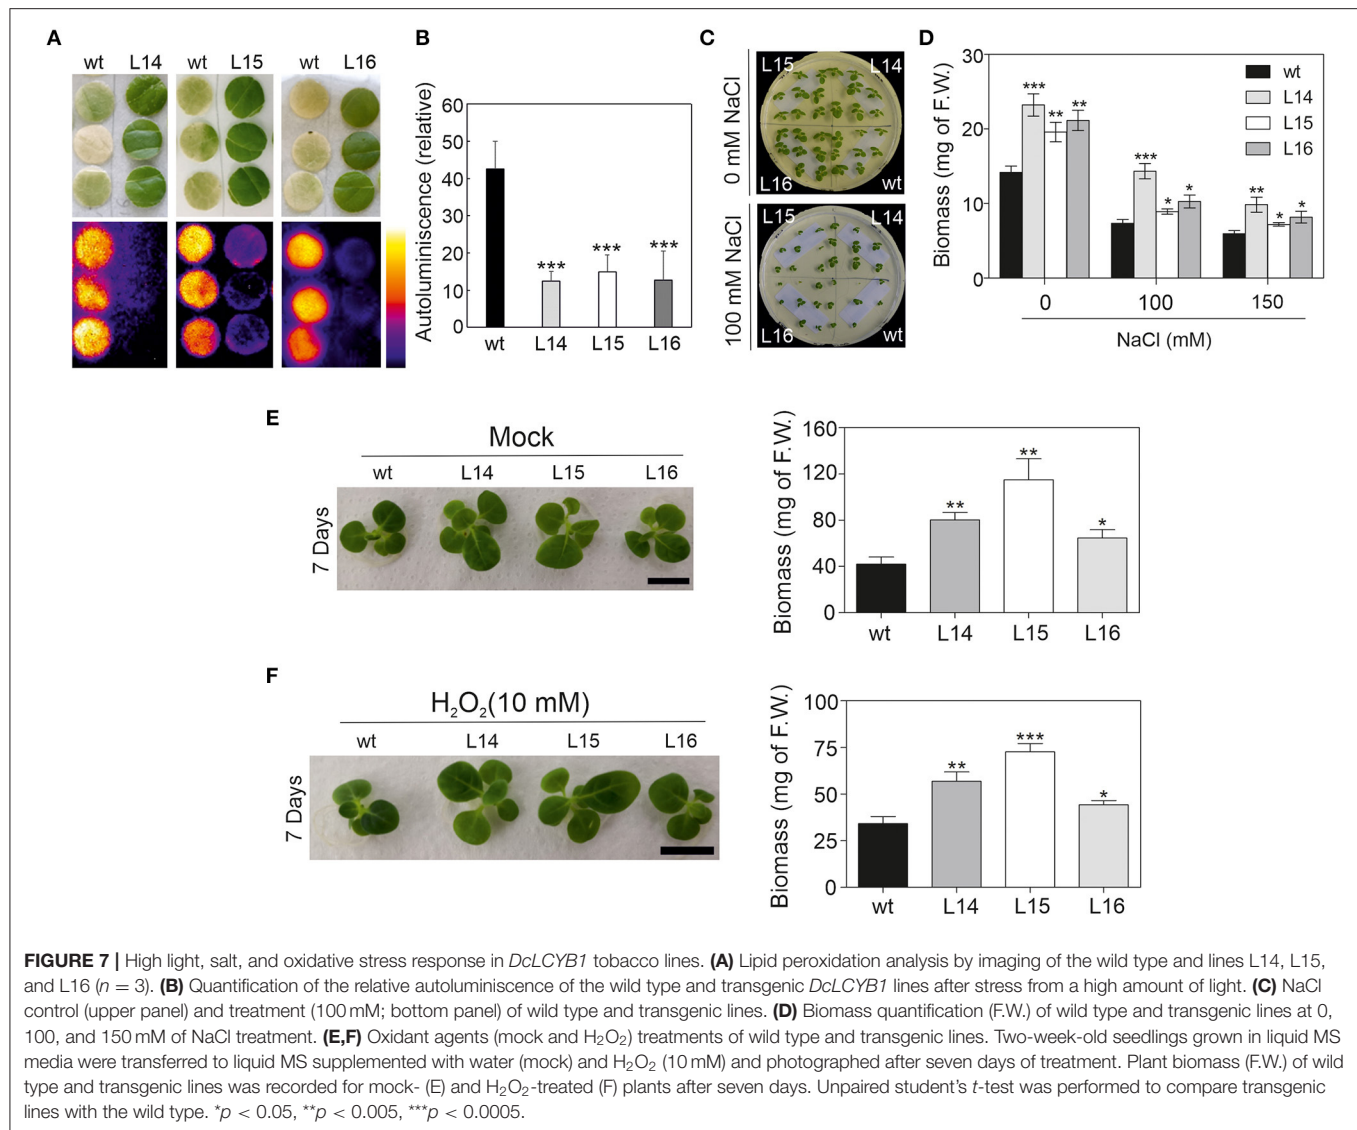 A
wt L14 wt L15 wt L16
B
Autoluminiscence (relative)
60
50
40
30
20
10
0
***
***
***
wt L14 L15 L16
C
0 mM NaCl
L15 L14
L16 wt
100 mM NaCl
L15 L14
L16 wt
D
Biomass (mg of F.W.)
30
20
10
0
*** ** **
*** * *
** * *
wt
L14
L15
L16
0 100 150
NaCl (mM)
E
Mock
wt L14 L15 L16
7 Days
Biomass (mg of F.W.)
160
120
80
40
0
** ** *
wt L14 L15 L16
F
H₂O₂(10 mM)
wt L14 L15 L16
7 Days
Biomass (mg of F.W.)
100
75
50
25
0
** *** *
wt L14 L15 L16
FIGURE 7 | High light, salt, and oxidative stress response in DcLCYB1 tobacco lines. (A) Lipid peroxidation analysis by imaging of the wild type and lines L14, L15,
and L16 (n = 3). (B) Quantification of the relative autoluminiscence of the wild type and transgenic DcLCYB1 lines after stress from a high amount of light. (C) NaCl
control (upper panel) and treatment (100 mM; bottom panel) of wild type and transgenic lines. (D) Biomass quantification (F.W.) of wild type and transgenic lines at 0,
100, and 150 mM of NaCl treatment. (E,F) Oxidant agents (mock and H₂O₂) treatments of wild type and transgenic lines. Two-week-old seedlings grown in liquid MS
media were transferred to liquid MS supplemented with water (mock) and H₂O₂ (10 mM) and photographed after seven days of treatment. Plant biomass (F.W.) of wild
type and transgenic lines was recorded for mock- (E) and H₂O₂-treated (F) plants after seven days. Unpaired student's t-test was performed to compare transgenic
lines with the wild type. *p < 0.05, **p < 0.005, ***p < 0.0005.